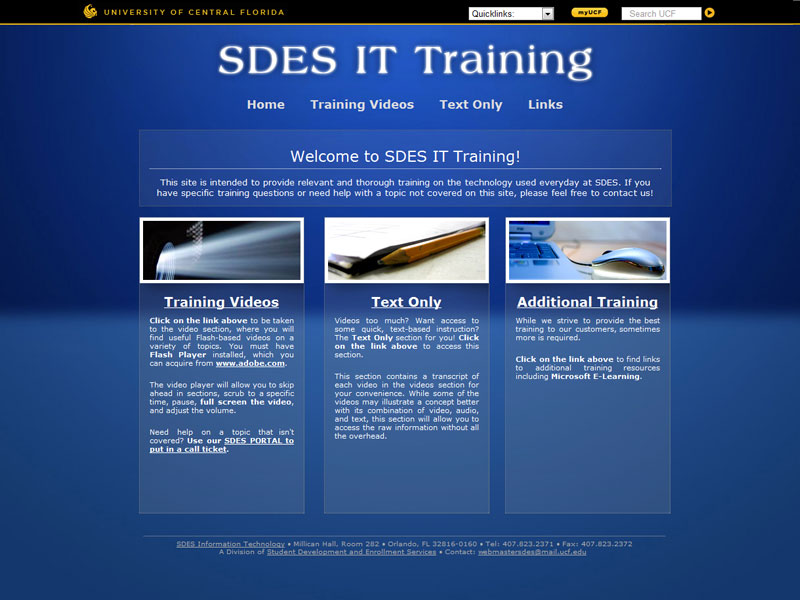 UNIVERSITY OF CENTRAL FLORIDA
Quicklinks:
myUCF
Search UCF
SDES IT Training
Home Training Videos Text Only Links
Welcome to SDES IT Training!
This site is intended to provide relevant and thorough training on the technology used everyday at SDES. If you
have specific training questions or need help with a topic not covered on this site, please feel free to contact us!
Training Videos
Click on the link above to be taken
to the video section, where you will
find useful Flash-based videos on a
variety of topics. You must have
Flash Player installed, which you
can acquire from www.adobe.com.
The video player will allow you to skip
ahead in sections, scrub to a specific
time, pause, full screen the video,
and adjust the volume.
Need help on a topic that isn't
covered? Use our SDES PORTAL to
put in a call ticket.
Text Only
Videos too much? Want access to
some quick, text-based instruction?
The Text Only section for you! Click
on the link above to access this
section.
This section contains a transcript of
each video in the videos section for
your convenience. While some of the
videos may illustrate a concept better
with its combination of video, audio,
and text, this section will allow you to
access the raw information without all
the overhead.
Additional Training
While we strive to provide the best
training to our customers, sometimes
more is required.
Click on the link above to find links
to additional training resources
including Microsoft E-Learning.
SDES Information Technology • Millican Hall, Room 282 • Orlando, FL 32816-0160 • Tel: 407.823.2371 • Fax: 407.823.2372
A Division of Student Development and Enrollment Services • Contact: webmastersdes@mail.ucf.edu